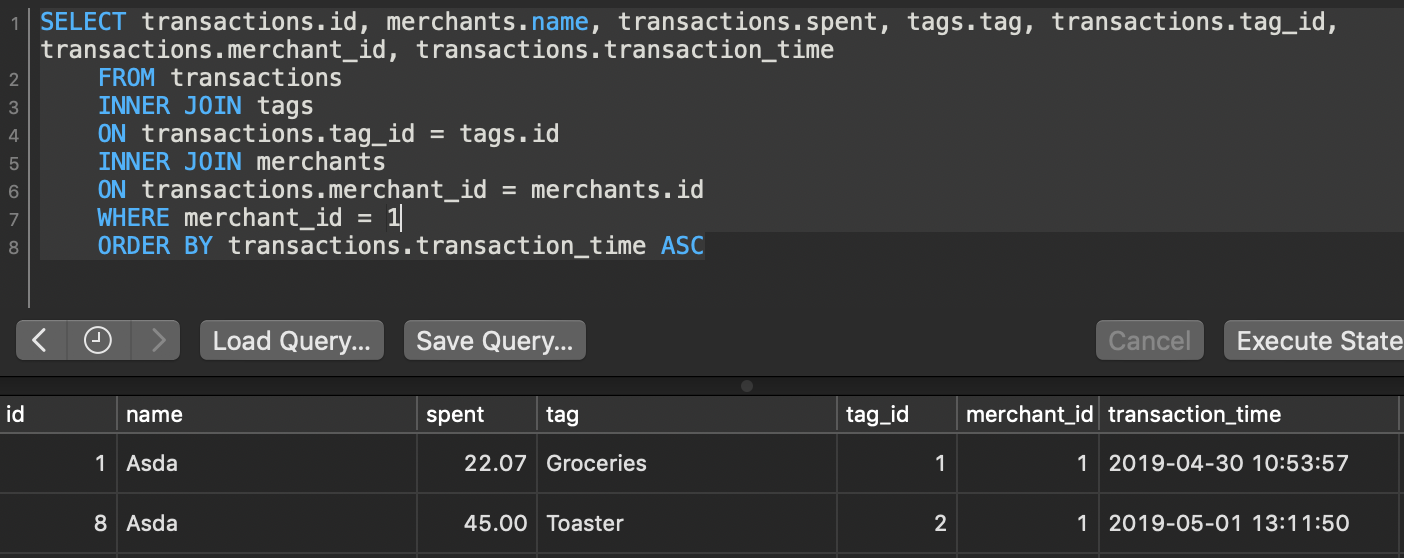 1 SELECT transactions.id, merchants.name, transactions.spent, tags.tag, transactions.tag_id,
transactions.merchant_id, transactions.transaction_time
2 FROM transactions
3 INNER JOIN tags
4 ON transactions.tag_id = tags.id
5 INNER JOIN merchants
6 ON transactions.merchant_id = merchants.id
7 WHERE merchant_id = 1
8 ORDER BY transactions.transaction_time ASC
Load Query... Save Query... Cancel Execute State
id name spent tag tag_id merchant_id transaction_time
1 Asda 22.07 Groceries 1 1 2019-04-30 10:53:57
8 Asda 45.00 Toaster 2 1 2019-05-01 13:11:50